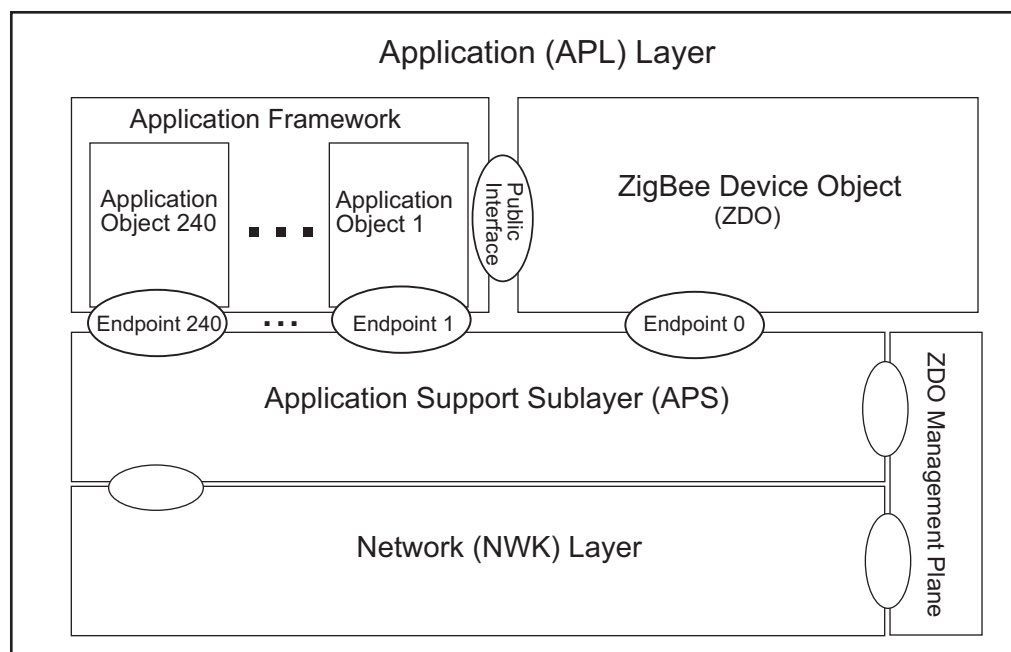 Application (APL) Layer
Application Framework
Application
Object 240
Application
Object 1
Public
Interface
ZigBee Device Object
(ZDO)
Endpoint 240
...
Endpoint 1
Endpoint 0
Application Support Sublayer (APS)
ZDO Management Plane
Network (NWK) Layer